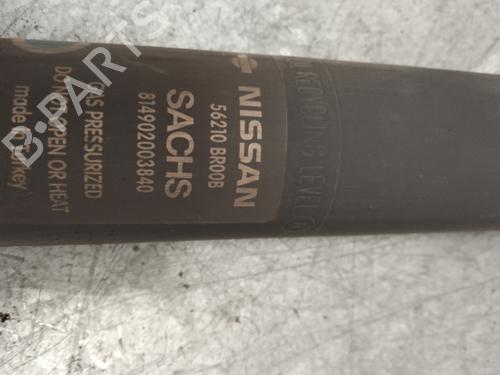 NISSAN
56210 BR00B
SACHS
814902003840
GAS PRESSURIZED
DO NOT OPEN OR HEAT
made in Turkey
B-PARTS